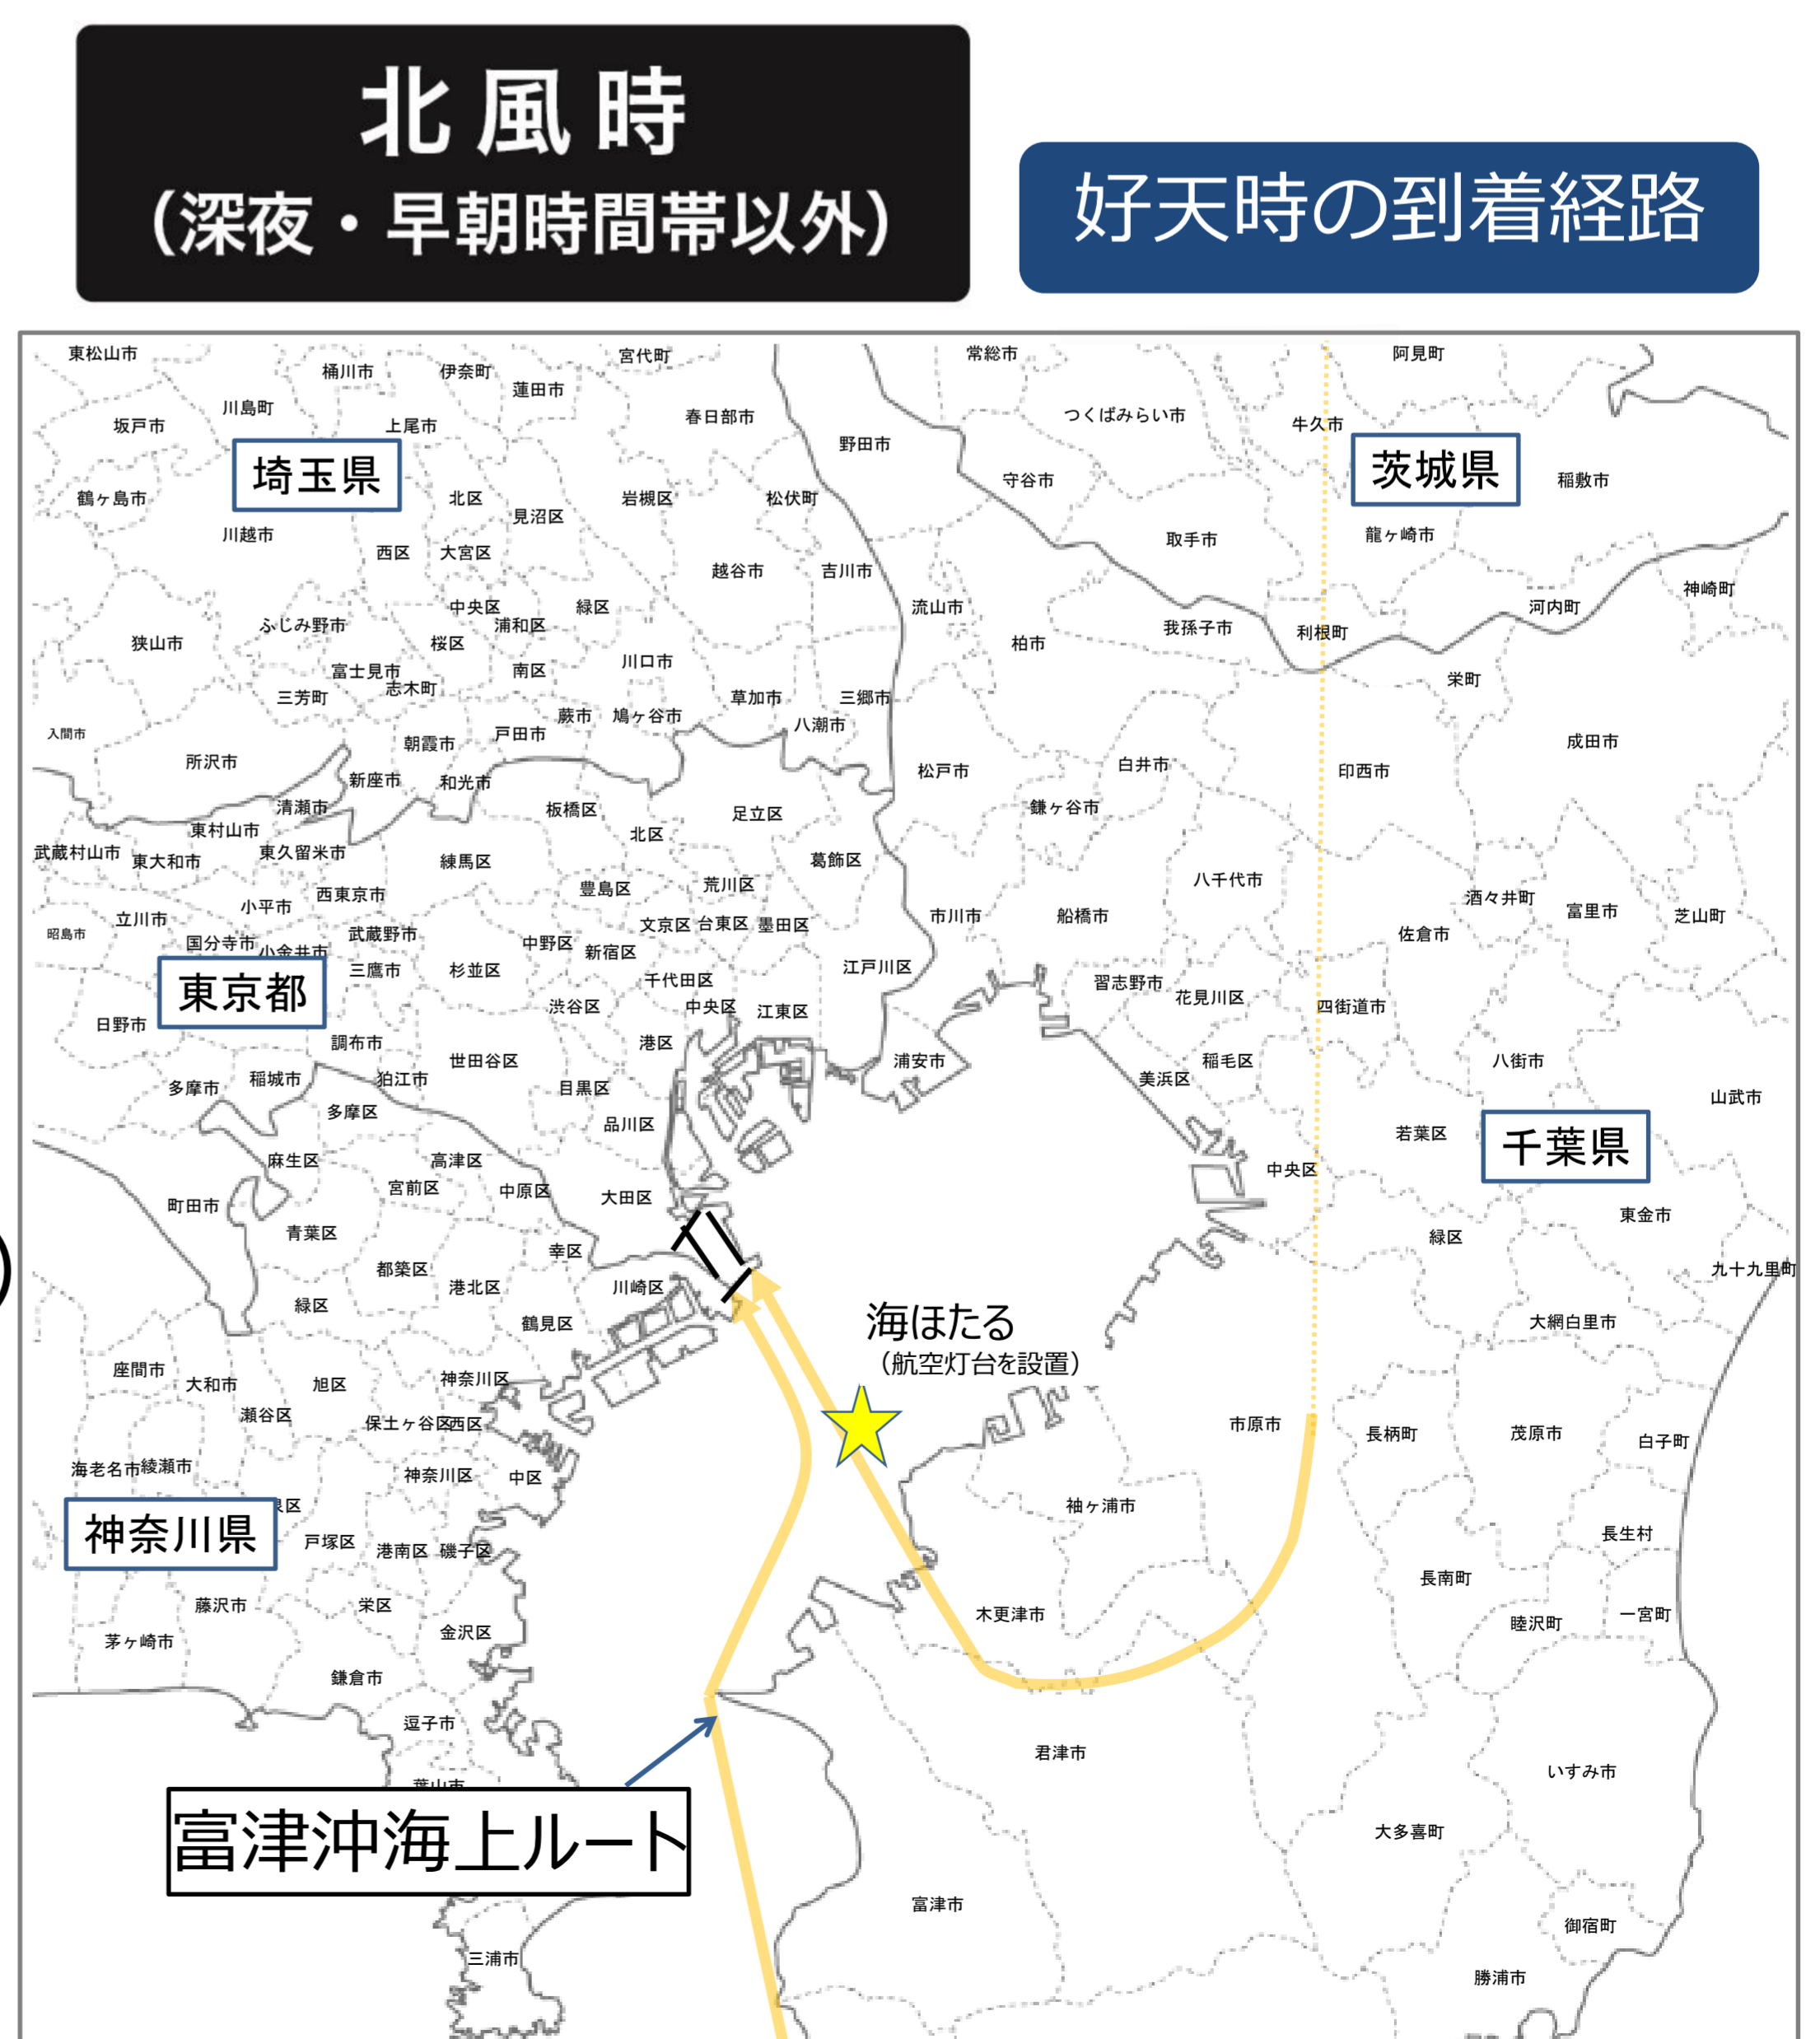 北風時
（深夜・早朝時間帯以外）
好天時の到着経路
東松山市
桶川市
伊奈町
宮代町
蓮田市
常総市
阿見町
川島町
坂戸市
上尾市
春日部市
野田市
つくばみらい市
牛久市
埼玉県
茨城県
鶴ヶ島市
北区
見沼区
岩槻区
松伏町
守谷市
稲敷市
川越市
西区
大宮区
取手市
龍ヶ崎市
越谷市
吉川市
神崎町
中央区
緑区
流山市
河内町
ふじみ野市
浦和区
狭山市
桜区
柏市
我孫子市
利根町
富士見市
南区
川口市
志木町
栄町
三芳町
草加市
三郷市
入間市
蕨市
鳩ヶ谷市
八潮市
朝霞市
戸田市
成田市
所沢市
新座市
和光市
松戸市
白井市
印西市
清瀬市
板橋区
足立区
鎌ヶ谷市
東村山市
北区
武蔵村山市
東大和市
東久留米市
練馬区
葛飾区
西東京市
豊島区
荒川区
八千代市
酒々井町
小平市
立川市
文京区
台東区
墨田区
市川市
船橋市
富里市
芝山町
昭島市
国分寺市
小金井市
武蔵野市
中野区
新宿区
佐倉市
東京都
三鷹市
杉並区
千代田区
江戸川区
習志野市
花見川区
渋谷区
中央区
江東区
四街道市
日野市
調布市
世田谷区
港区
浦安市
稲毛区
八街市
多摩市
稲城市
狛江市
目黒区
美浜区
山武市
多摩区
品川区
若葉区
千葉県
麻生区
高津区
中央区
町田市
宮前区
中原区
大田区
東金市
青葉区
幸区
緑区
都築区
港北区
川崎区
九十九里町
緑区
鶴見区
海ほたる
（航空灯台を設置）
大網白里市
座間市
大和市
旭区
神奈川区
瀬谷区
保土ヶ谷区
西区
市原市
長柄町
茂原市
白子町
海老名市
綾瀬市
神奈川区
中区
泉区
袖ヶ浦市
神奈川県
戸塚区
港南区
磯子区
長生村
長南町
藤沢市
栄区
木更津市
睦沢町
一宮町
茅ヶ崎市
金沢区
鎌倉市
逗子市
君津市
いすみ市
葉山市
富津沖海上ルート
大多喜町
富津市
御宿町
三浦市
勝浦市